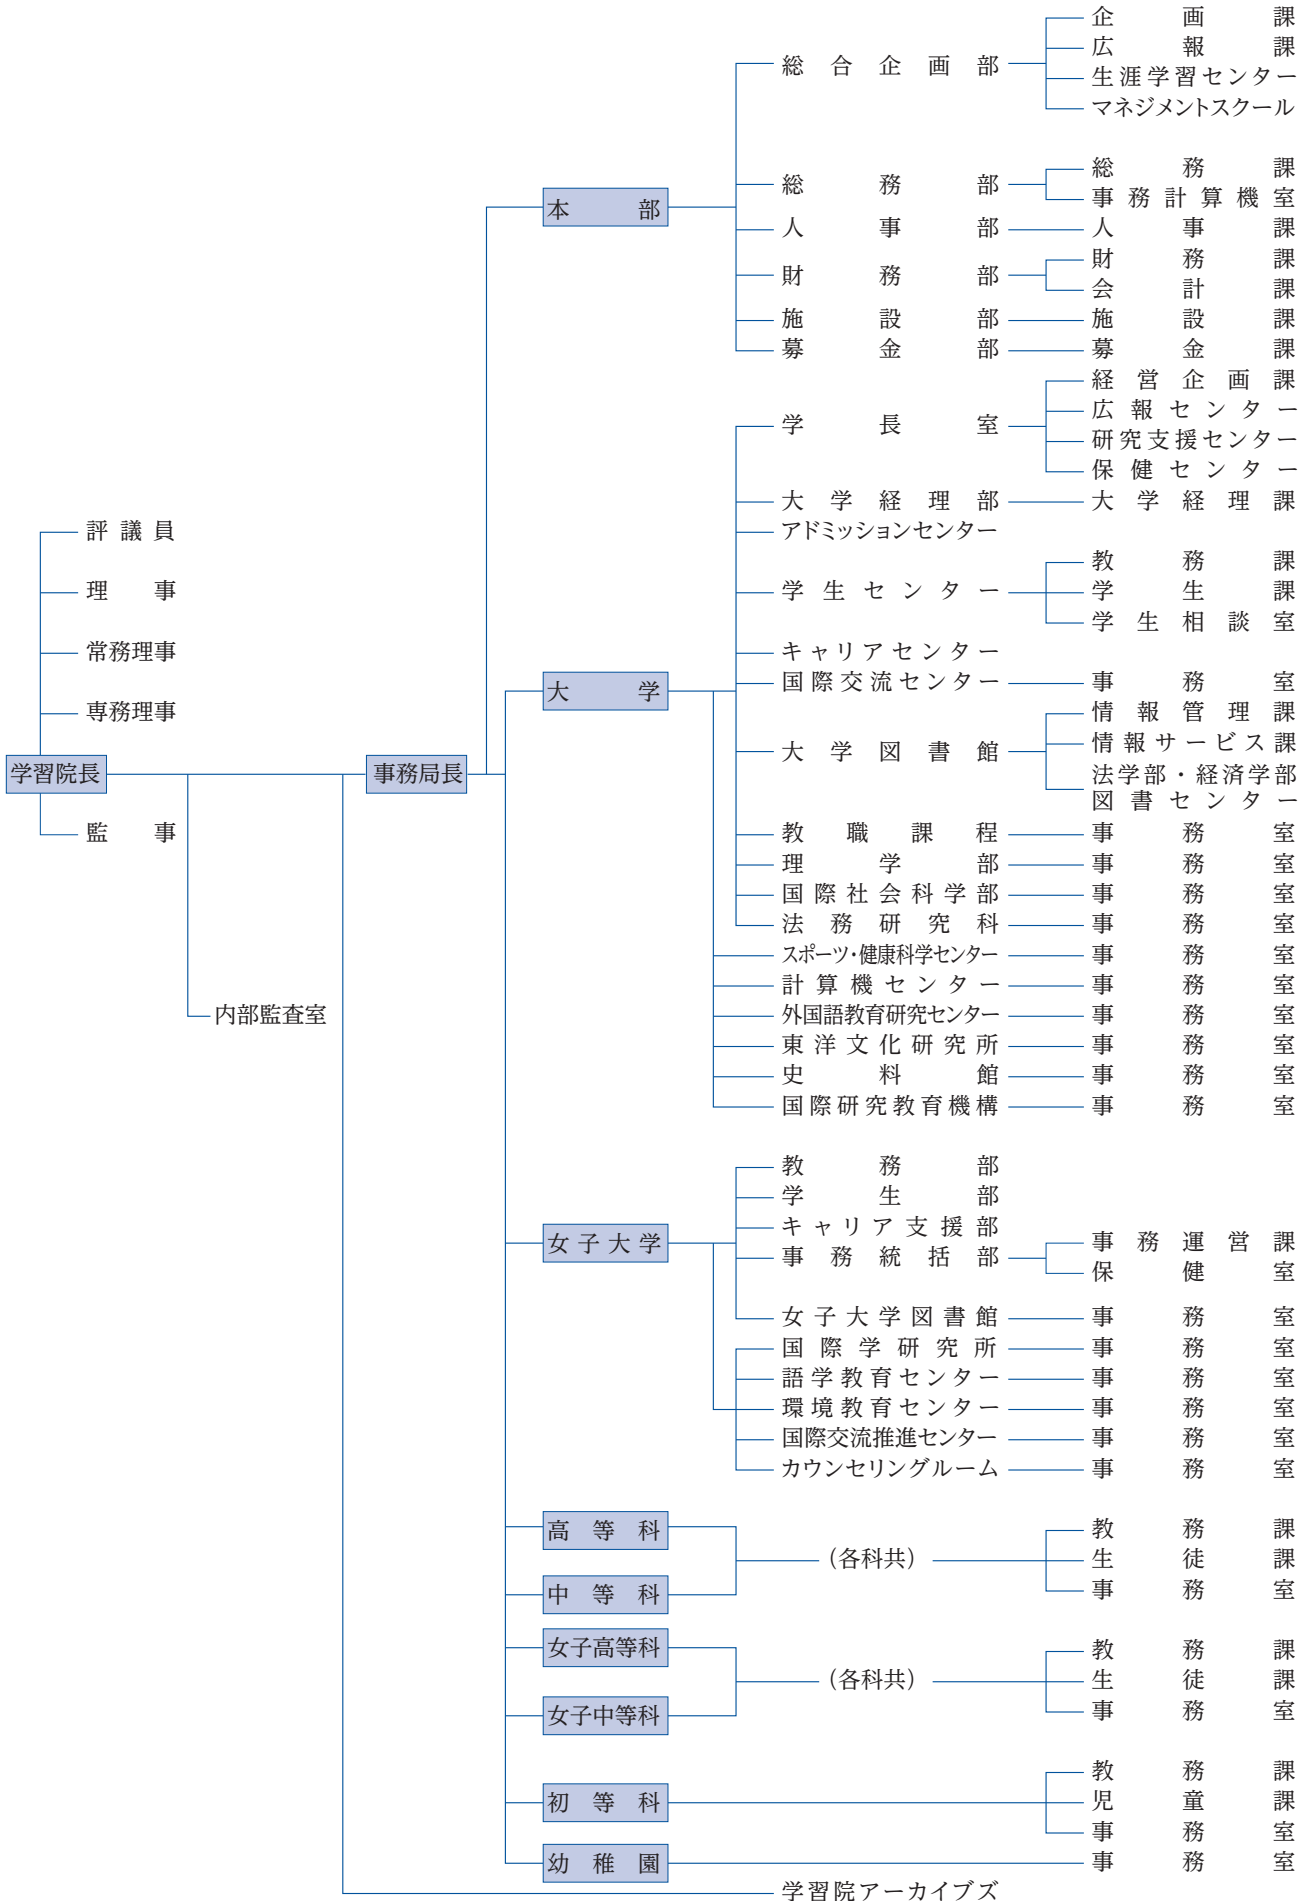 企画課
総合企画部
広報課
生涯学習センター
マネジメントスクール
本部
総務部
総務課
事務計算機室
人事部
人事課
財務部
財務課
会計課
施設部
施設課
募金部
募金課
学長室
経営企画課
広報センター
研究支援センター
保健センター
大学経理部
大学経理課
アドミッションセンター
学生センター
教務課
学生課
学生相談室
キャリアセンター
大学
国際交流センター
事務室
大学図書館
情報管理課
情報サービス課
法学部・経済学部
図書センター
評議員
理事
常務理事
専務理事
学習院長
事務局長
監事
内部監査室
教職課程
事務室
理学部
事務室
国際社会科学部
事務室
法務研究科
事務室
スポーツ・健康科学センター
事務室
計算機センター
事務室
外国語教育研究センター
事務室
東洋文化研究所
事務室
史料館
事務室
国際研究教育機構
事務室
教務部
学生部
キャリア支援部
女子大学
事務統括部
事務運営課
保健室
女子大学図書館
事務室
国際学研究所
事務室
語学教育センター
事務室
環境教育センター
事務室
国際交流推進センター
事務室
カウンセリングルーム
事務室
高等科
中等科
(各科共)
教務課
生徒課
事務室
女子高等科
女子中等科
(各科共)
教務課
生徒課
事務室
初等科
教務課
児童課
事務室
幼稚園
事務室
学習院アーカイブズ